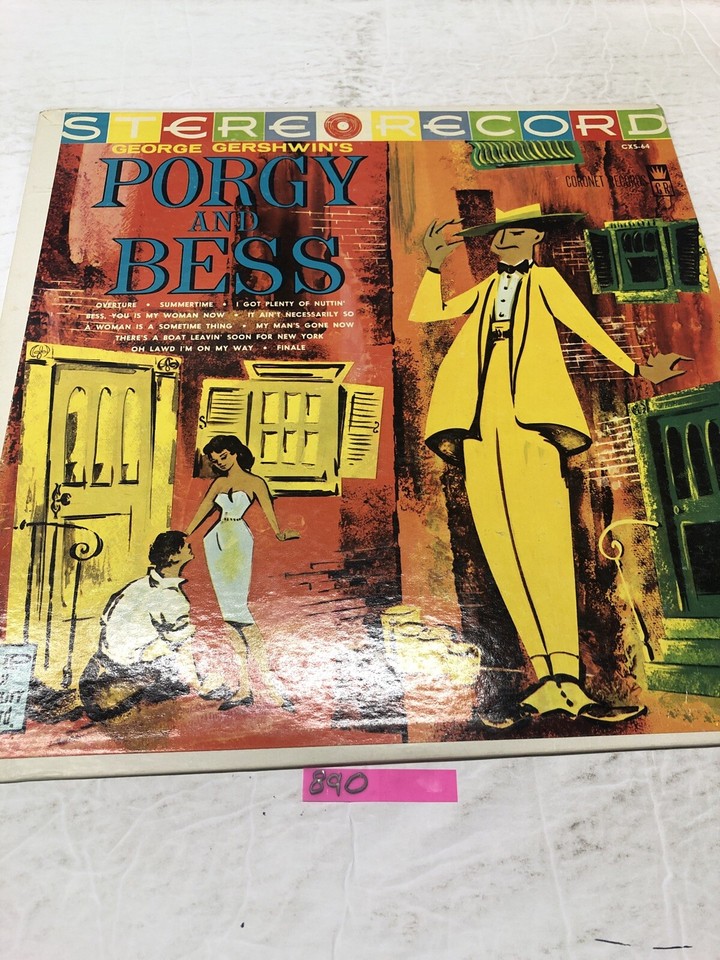 STEREO RECORD
GEORGE GERSHWIN'S
CXS-64
PORGY
AND
BESS
CORONET RECORDS
CR
OVERTURE • SUMMERTIME • I GOT PLENTY OF NUTTIN'
BESS, YOU IS MY WOMAN NOW • IT AIN'T NECESSARILY SO
A WOMAN IS A SOMETIME THING • MY MAN'S GONE NOW
THERE'S A BOAT LEAVIN' SOON FOR NEW YORK
OH LAWD I'M ON MY WAY • FINALE
890